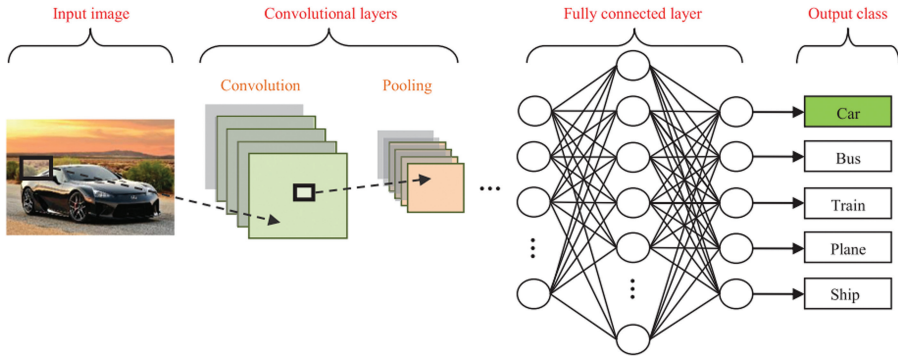 Input image
Convolutional layers
Fully connected layer
Output class
Convolution
Pooling
Car
Bus
Train
Plane
Ship